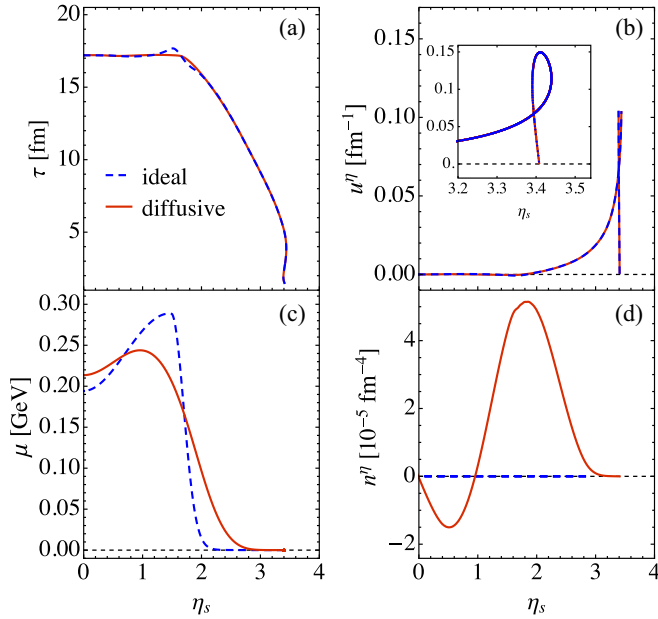 (a)
τ [fm]
20
15
10
5
ideal
diffusive
(b)
u^η [fm⁻¹]
0.15
0.10
0.05
0.00
0.15
0.1
0.05
0.
3.2 3.3 3.4 3.5
η_s
(c)
μ [GeV]
0.30
0.25
0.20
0.15
0.10
0.05
0.00
0 1 2 3 4
η_s
(d)
n^η [10⁻⁵ fm⁻⁴]
4
2
0
−2
0 1 2 3 4
η_s